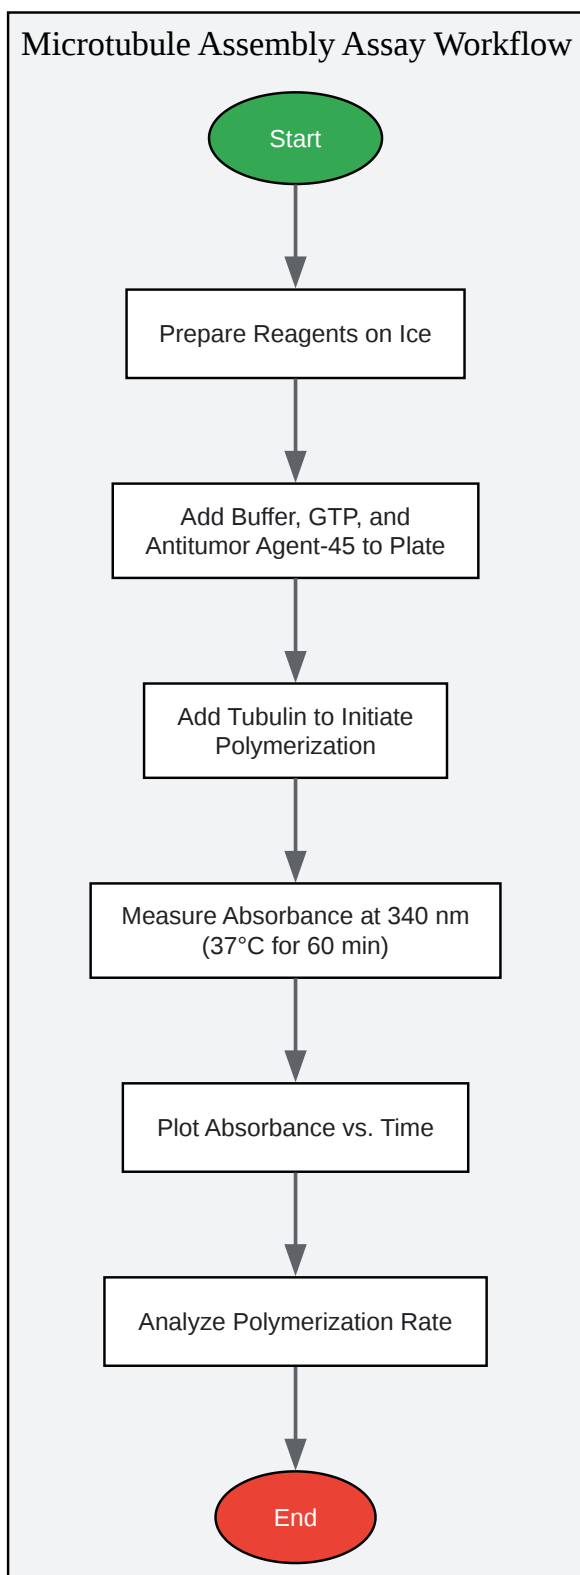 Microtubule Assembly Assay Workflow
Start
Prepare Reagents on Ice
Add Buffer, GTP, and
Antitumor Agent-45 to Plate
Add Tubulin to Initiate
Polymerization
Measure Absorbance at 340 nm
(37°C for 60 min)
Plot Absorbance vs. Time
Analyze Polymerization Rate
End